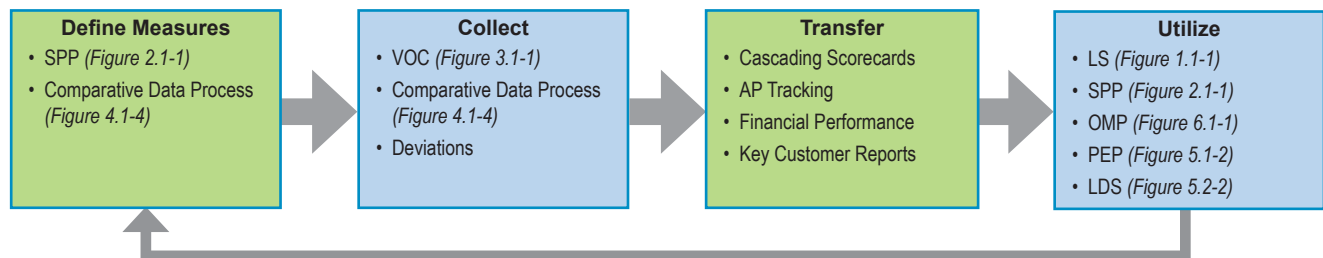 Define Measures
• SPP (Figure 2.1-1)
• Comparative Data Process
(Figure 4.1-4)
Collect
• VOC (Figure 3.1-1)
• Comparative Data Process
(Figure 4.1-4)
• Deviations
Transfer
• Cascading Scorecards
• AP Tracking
• Financial Performance
• Key Customer Reports
Utilize
• LS (Figure 1.1-1)
• SPP (Figure 2.1-1)
• OMP (Figure 6.1-1)
• PEP (Figure 5.1-2)
• LDS (Figure 5.2-2)